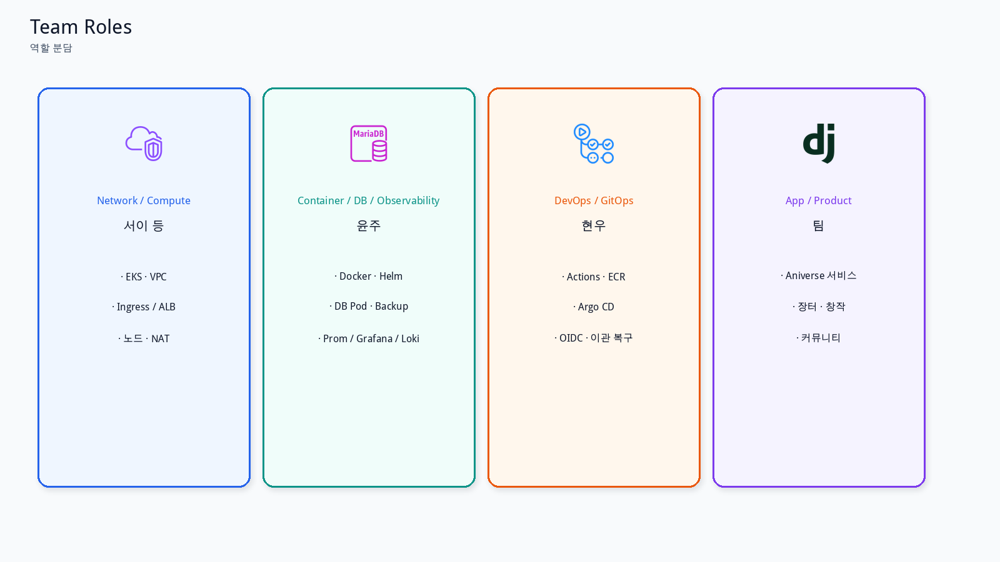 Team Roles
역할 분담
MariaDB
dj
Network / Compute
서이 등
· EKS · VPC
· Ingress / ALB
· 노드 · NAT
Container / DB / Observability
윤주
· Docker · Helm
· DB Pod · Backup
· Prom / Grafana / Loki
DevOps / GitOps
현우
· Actions · ECR
· Argo CD
· OIDC · 이관 복구
App / Product
팀
· Aniverse 서비스
· 장터 · 창작
· 커뮤니티